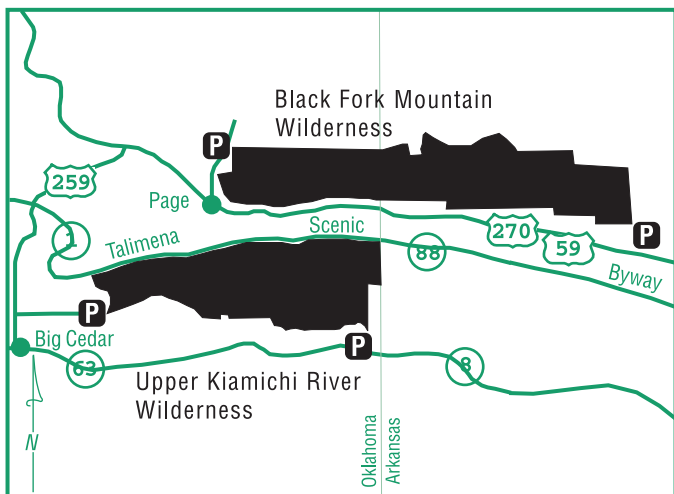 Black Fork Mountain
Wilderness
P
259
Page
Scenic
270
P
1
Talimena
88
59
Byway
P
Big Cedar
P
63
8
Upper Kiamichi River
Wilderness
Oklahoma
Arkansas
N